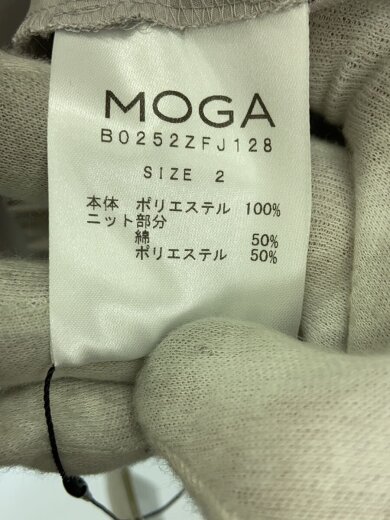 MOGA
B0252ZFJ128
SIZE 2
本体 ポリエステル 100%
ニット部分
綿 50%
ポリエステル 50%